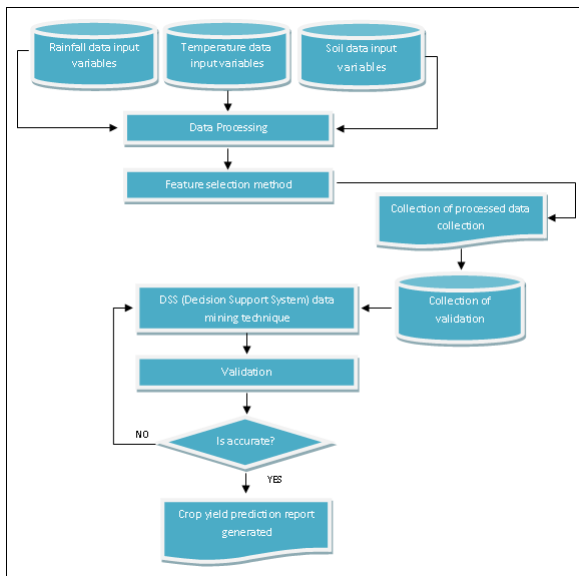 Rainfall data input
variables
Temperature data
input variables
Soil data input
variables
Data Processing
Feature selection method
Collection of processed data
collection
DSS (Decision Support System) data
mining technique
Collection of
validation
Validation
Is accurate?
NO
YES
Crop yield prediction report
generated